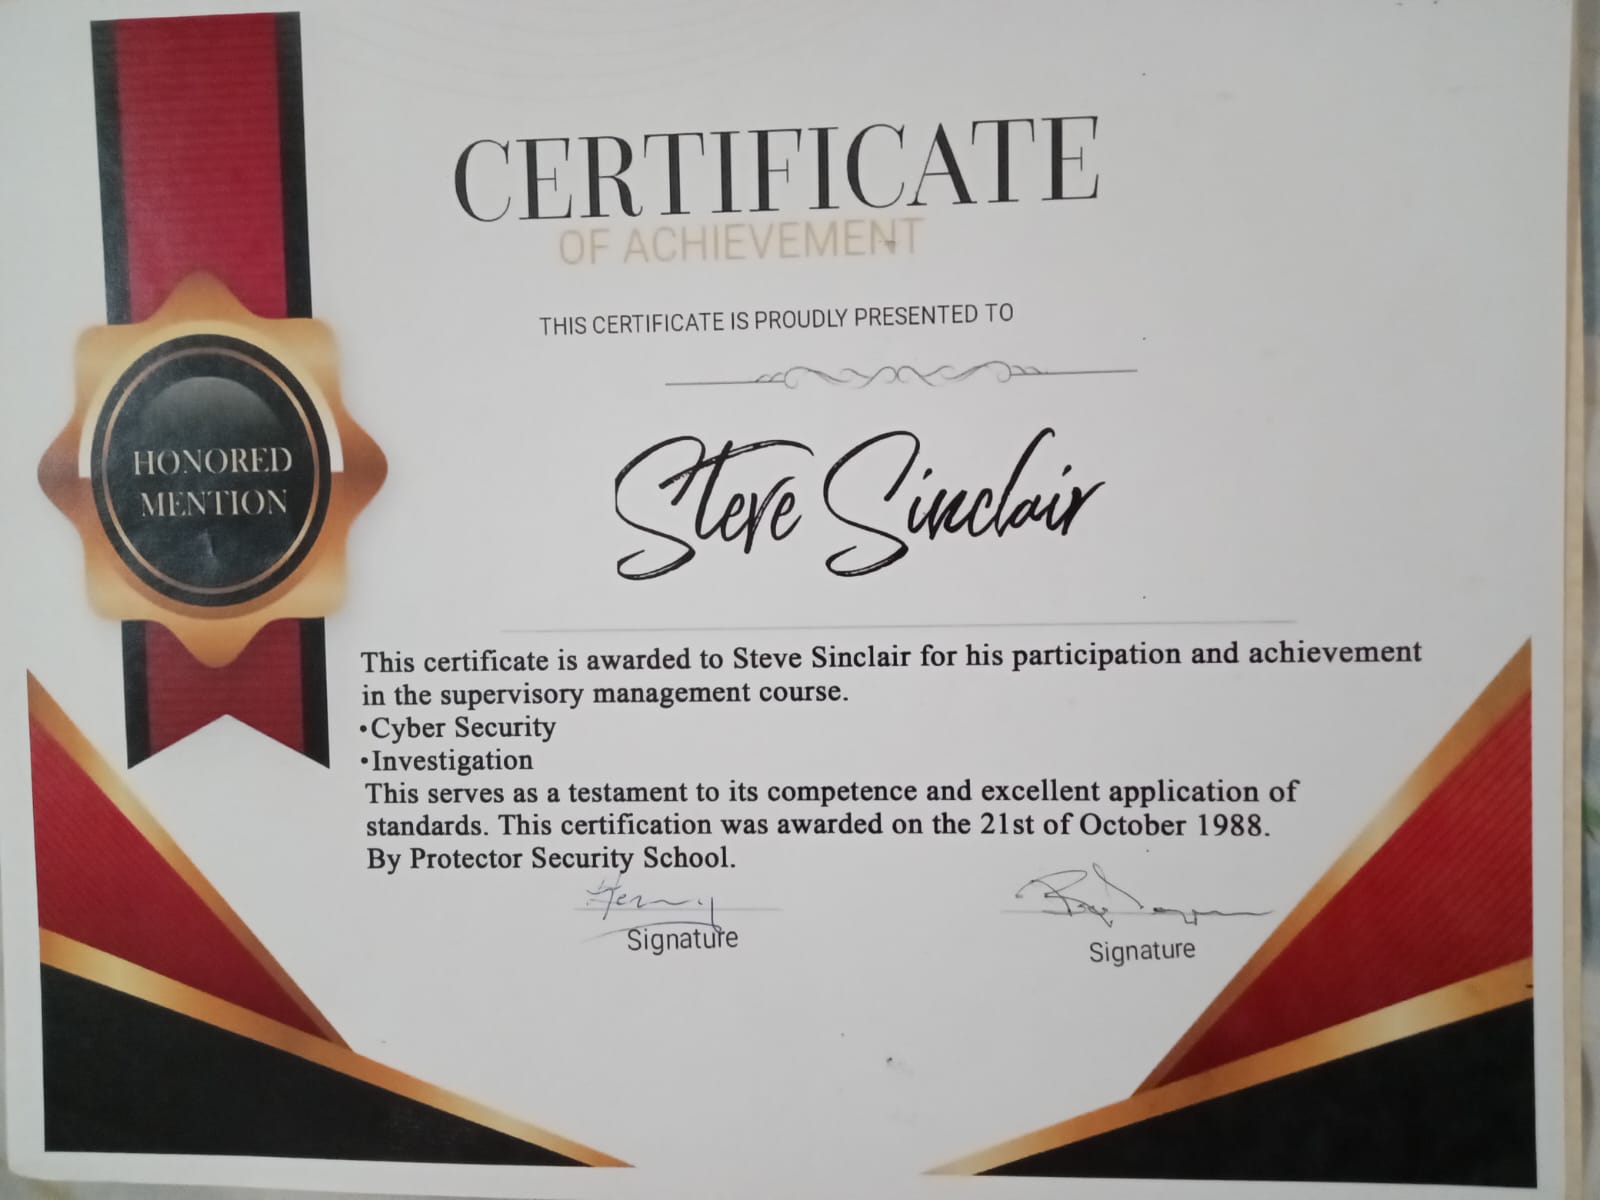 CERTIFICATE
OF ACHIEVEMENT
THIS CERTIFICATE IS PROUDLY PRESENTED TO
HONORED
MENTION
Steve Sinclair
This certificate is awarded to Steve Sinclair for his participation and achievement
in the supervisory management course.
•Cyber Security
•Investigation
This serves as a testament to its competence and excellent application of
standards. This certification was awarded on the 21st of October 1988.
By Protector Security School.
Signature
Signature